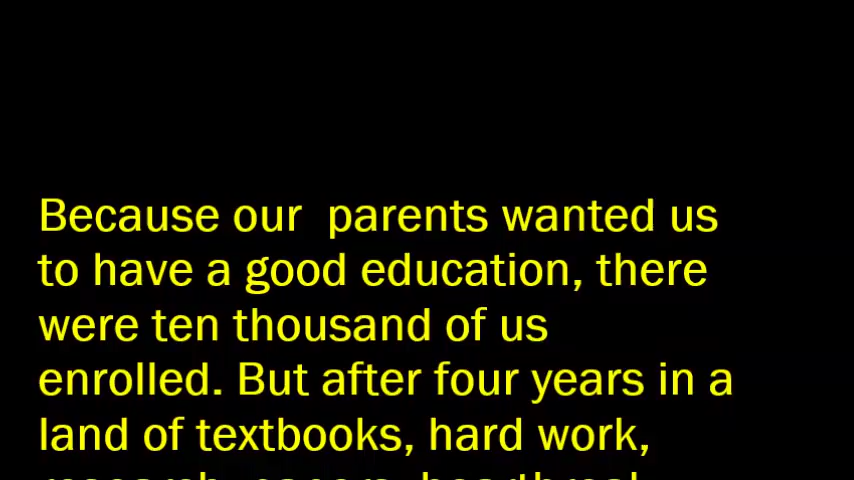 Because our  parents wanted us
to have a good education, there
were ten thousand of us
enrolled. But after four years in a
land of textbooks, hard work,